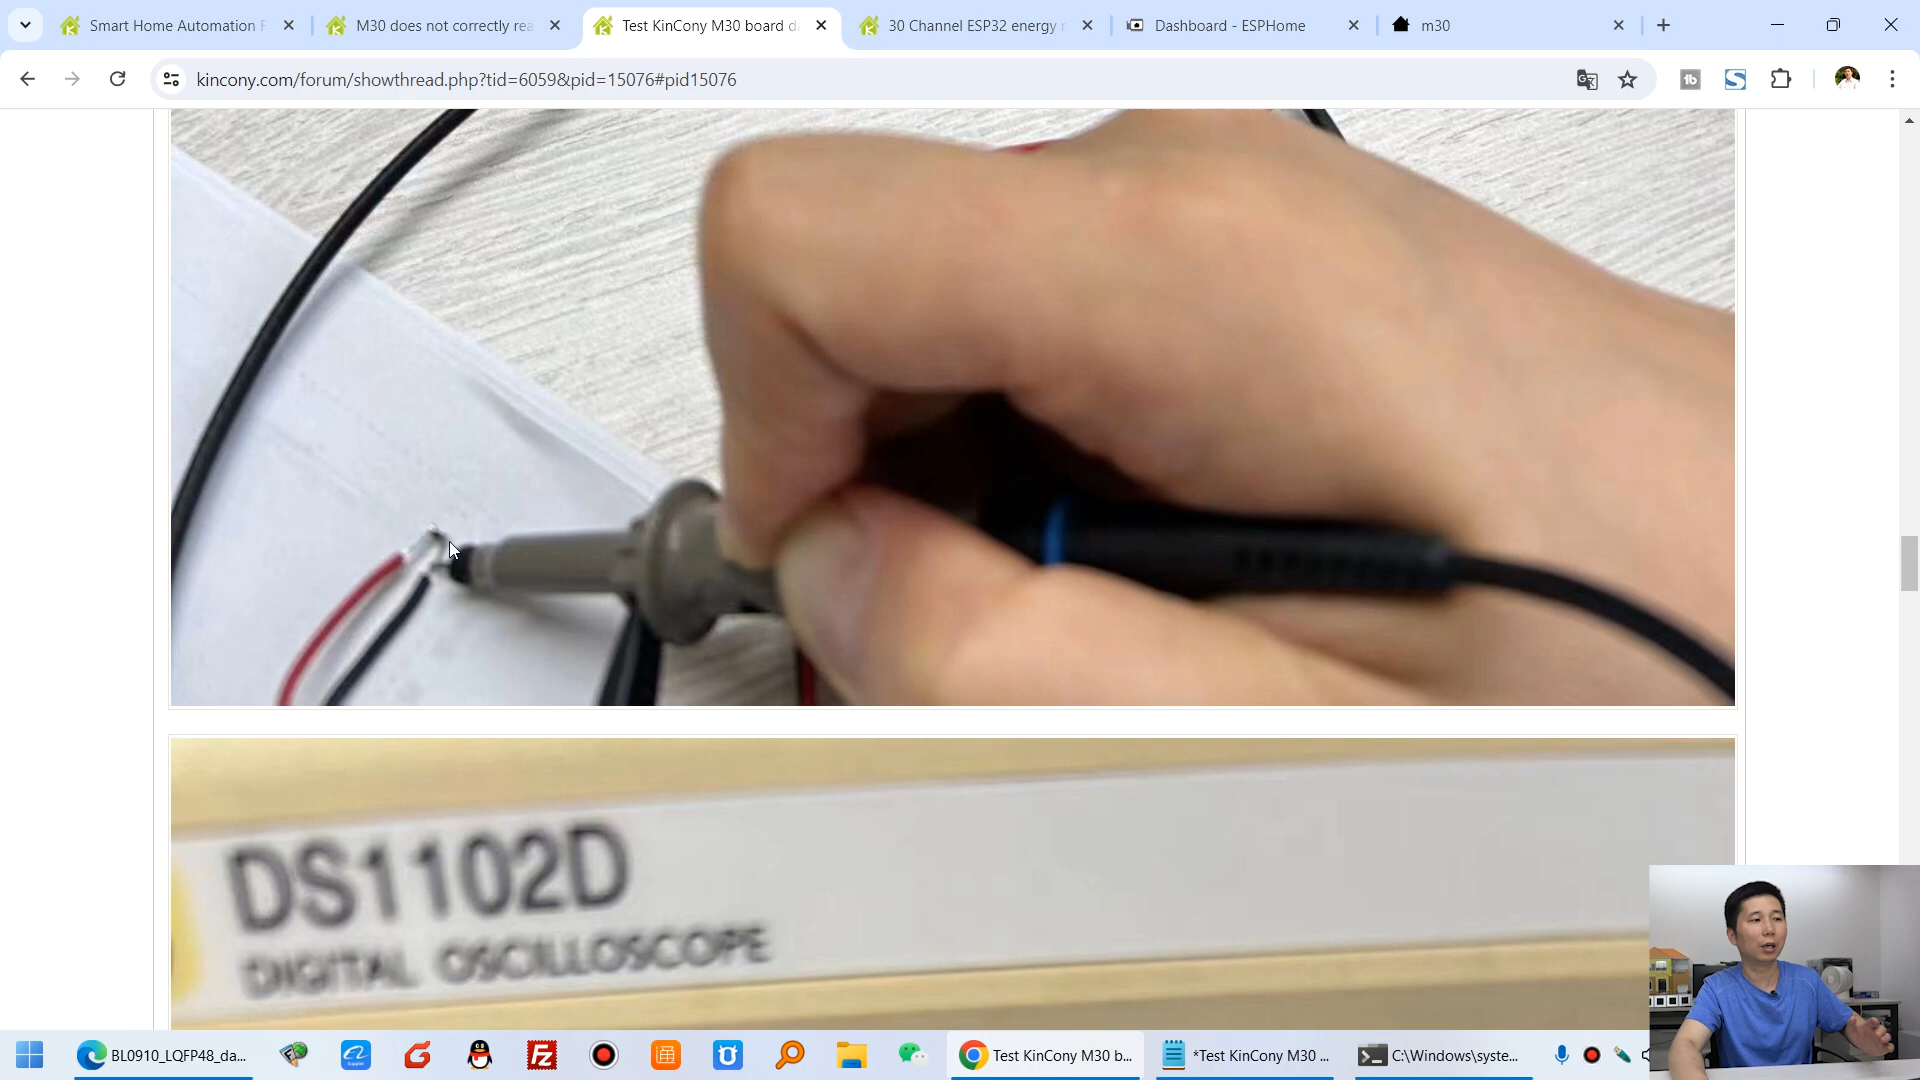 Smart Home Automation F
M30 does not correctly rea
Test KinCony M30 board d
30 Channel ESP32 energy
Dashboard - ESPHome
m30
kincony.com/forum/showthread.php?tid=6059&pid=15076#pid15076
DS1102D
DIGITAL OSCILLOSCOPE
BL0910_LQFP48_da...
Test KinCony M30 b...
*Test KinCony M30 ...
C:\Windows\syste...